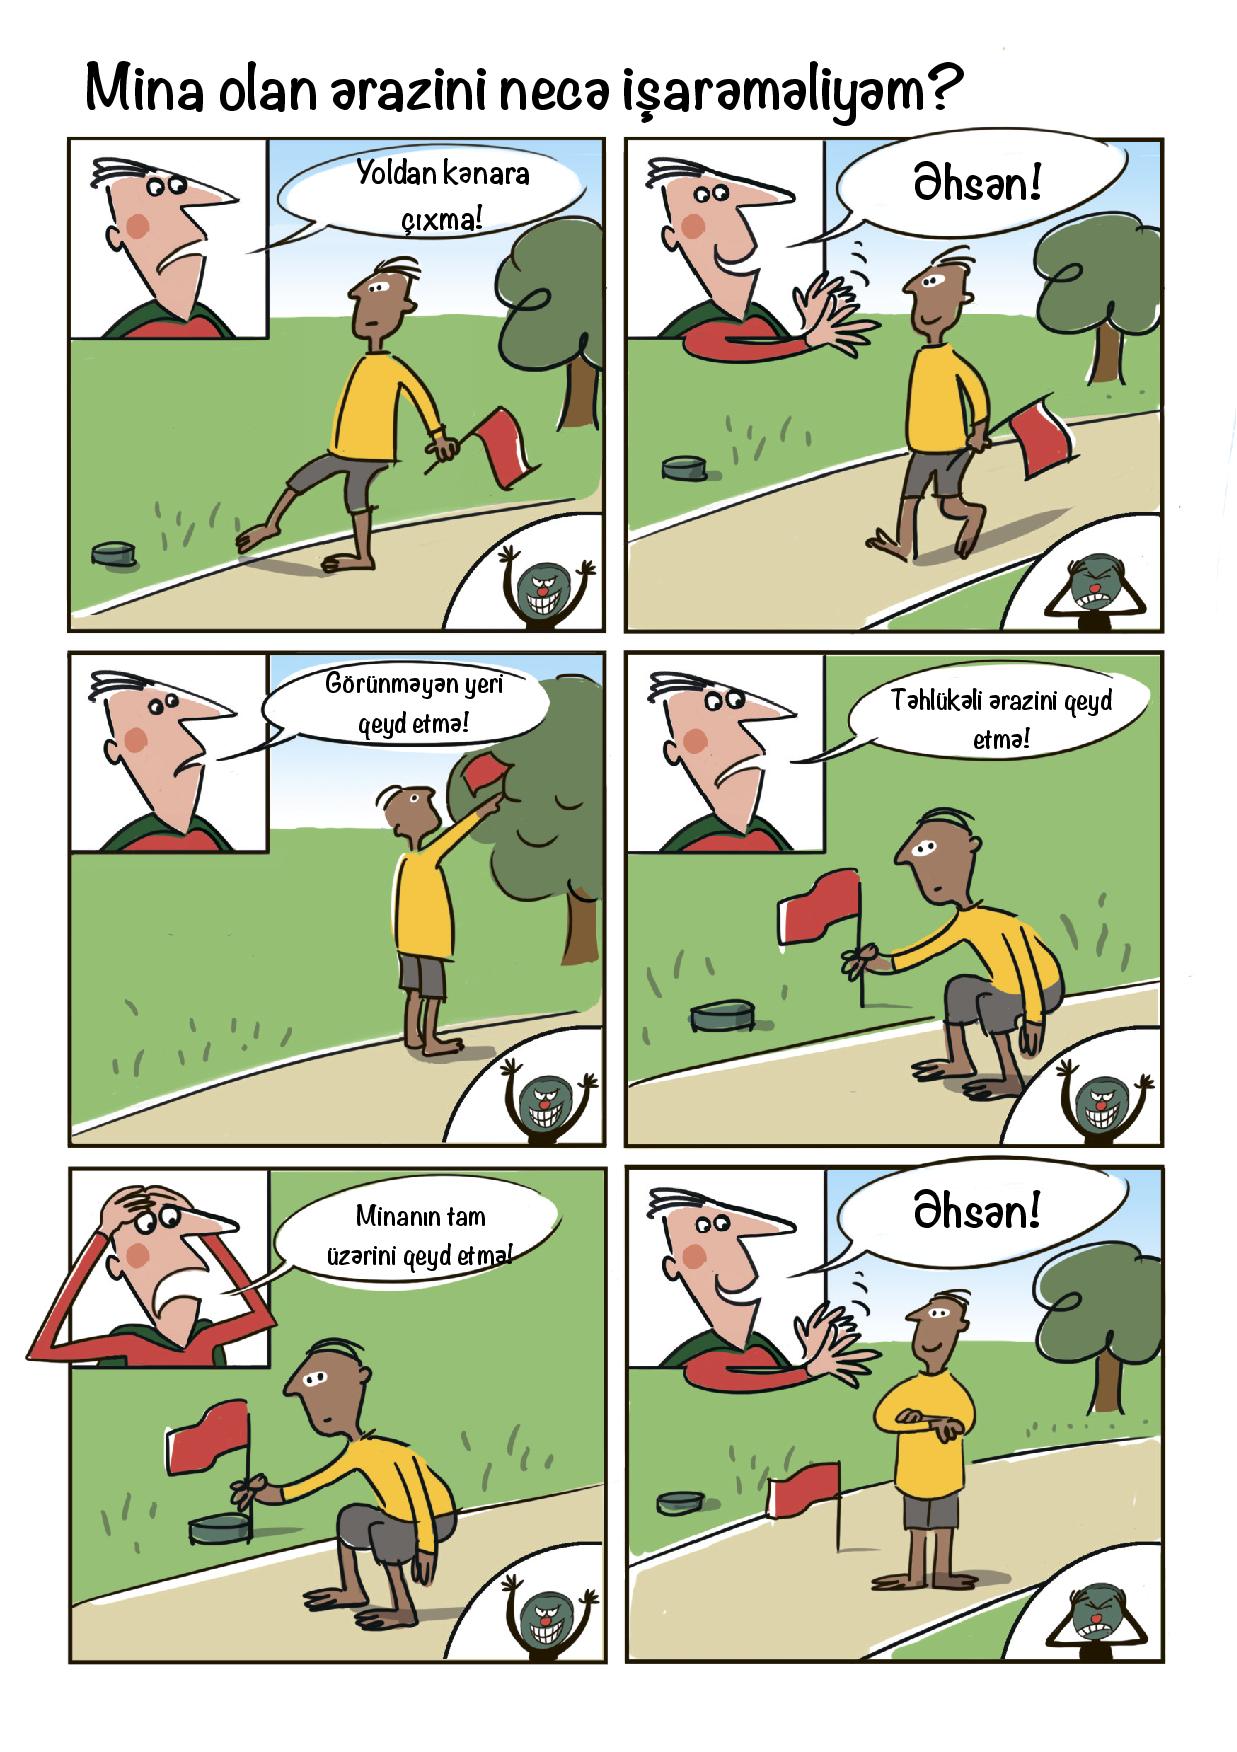 Mina olan ərazini necə işarəməliyəm?
Yoldan kənara
çıxma!
Əhsən!
Görünməyən yeri
qeyd etmə!
Təhlükəli ərazini qeyd
etmə!
Minanın tam
üzərini qeyd etmə!
Əhsən!